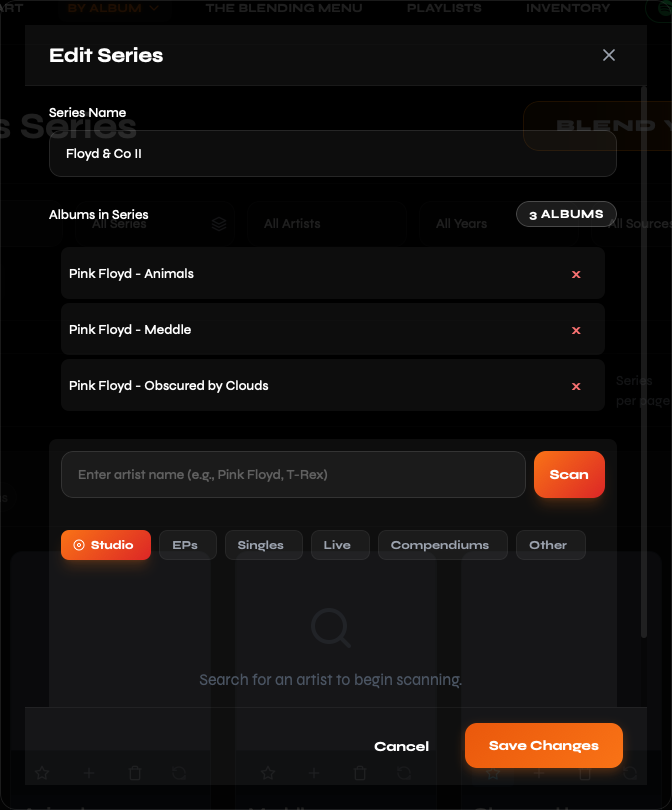 ART BY ALBUM THE BLENDING MENU PLAYLISTS INVENTORY
Edit Series
Series Name
s Series
BLEND Y
Floyd & Co II
Albums in Series
3 ALBUMS
All Series All Artists All Years All Sources
Pink Floyd - Animals x
Pink Floyd - Meddle x
Pink Floyd - Obscured by Clouds x
Series
per page
Enter artist name (e.g., Pink Floyd, T-Rex) Scan
Studio EPs Singles Live Compendiums Other
Search for an artist to begin scanning.
Cancel Save Changes